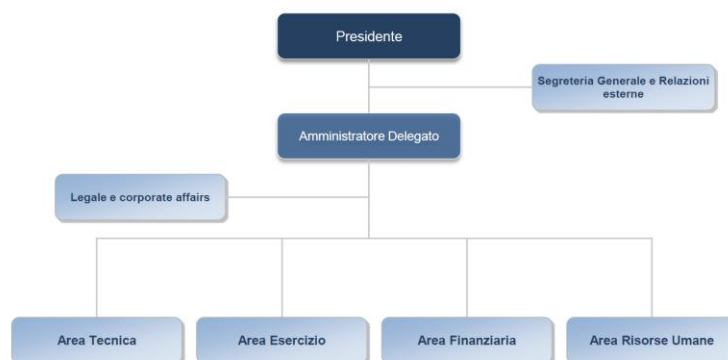 Presidente
Segreteria Generale e Relazioni
esterne
Amministratore Delegato
Legale e corporate affairs
Area Tecnica
Area Esercizio
Area Finanziaria
Area Risorse Umane